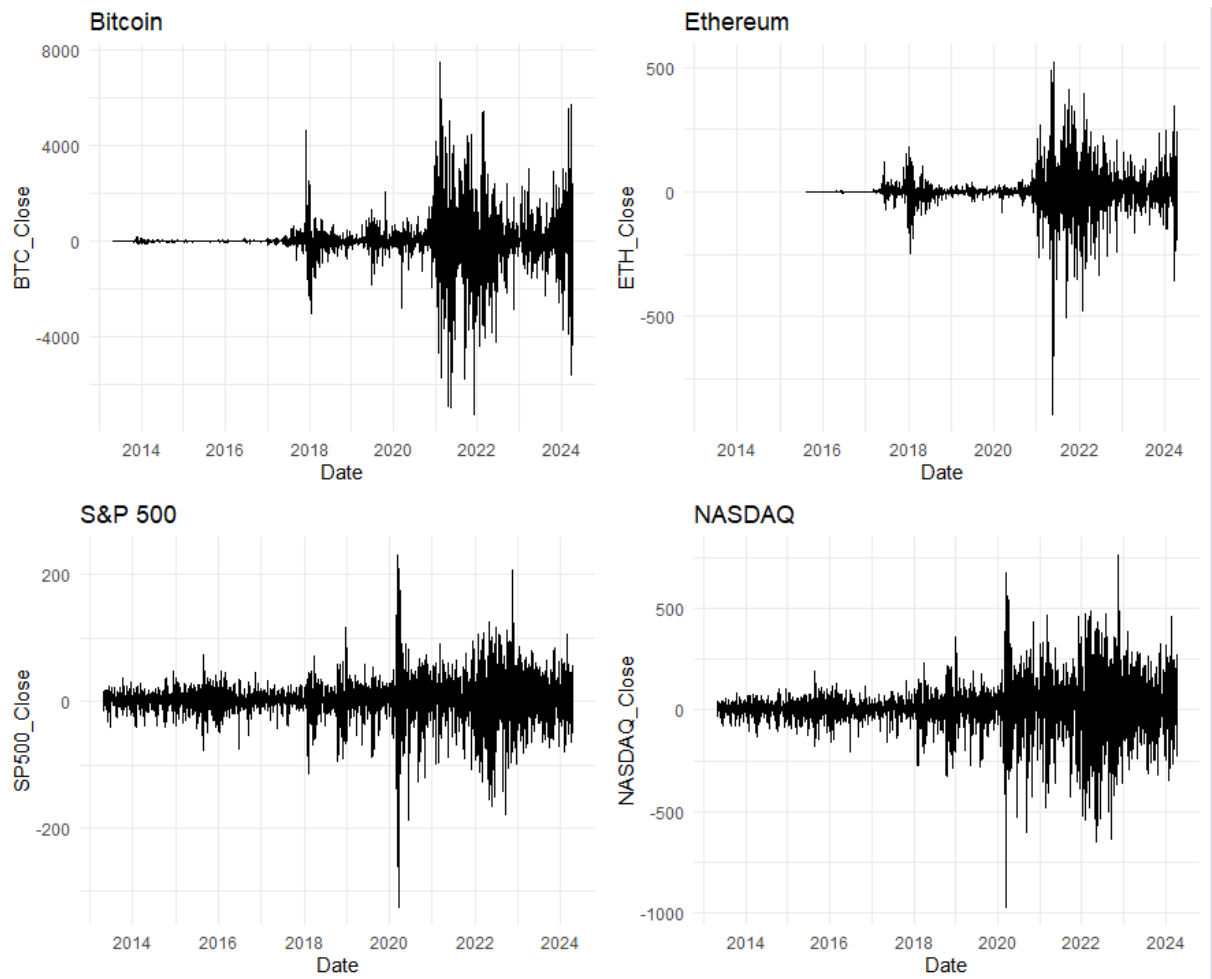 Bitcoin
8000
4000
0
-4000
BTC_Close
2014 2016 2018 2020 2022 2024
Date
Ethereum
500
0
-500
ETH_Close
2014 2016 2018 2020 2022 2024
Date
S&P 500
200
0
-200
SP500_Close
2014 2016 2018 2020 2022 2024
Date
NASDAQ
500
0
-500
-1000
NASDAQ_Close
2014 2016 2018 2020 2022 2024
Date